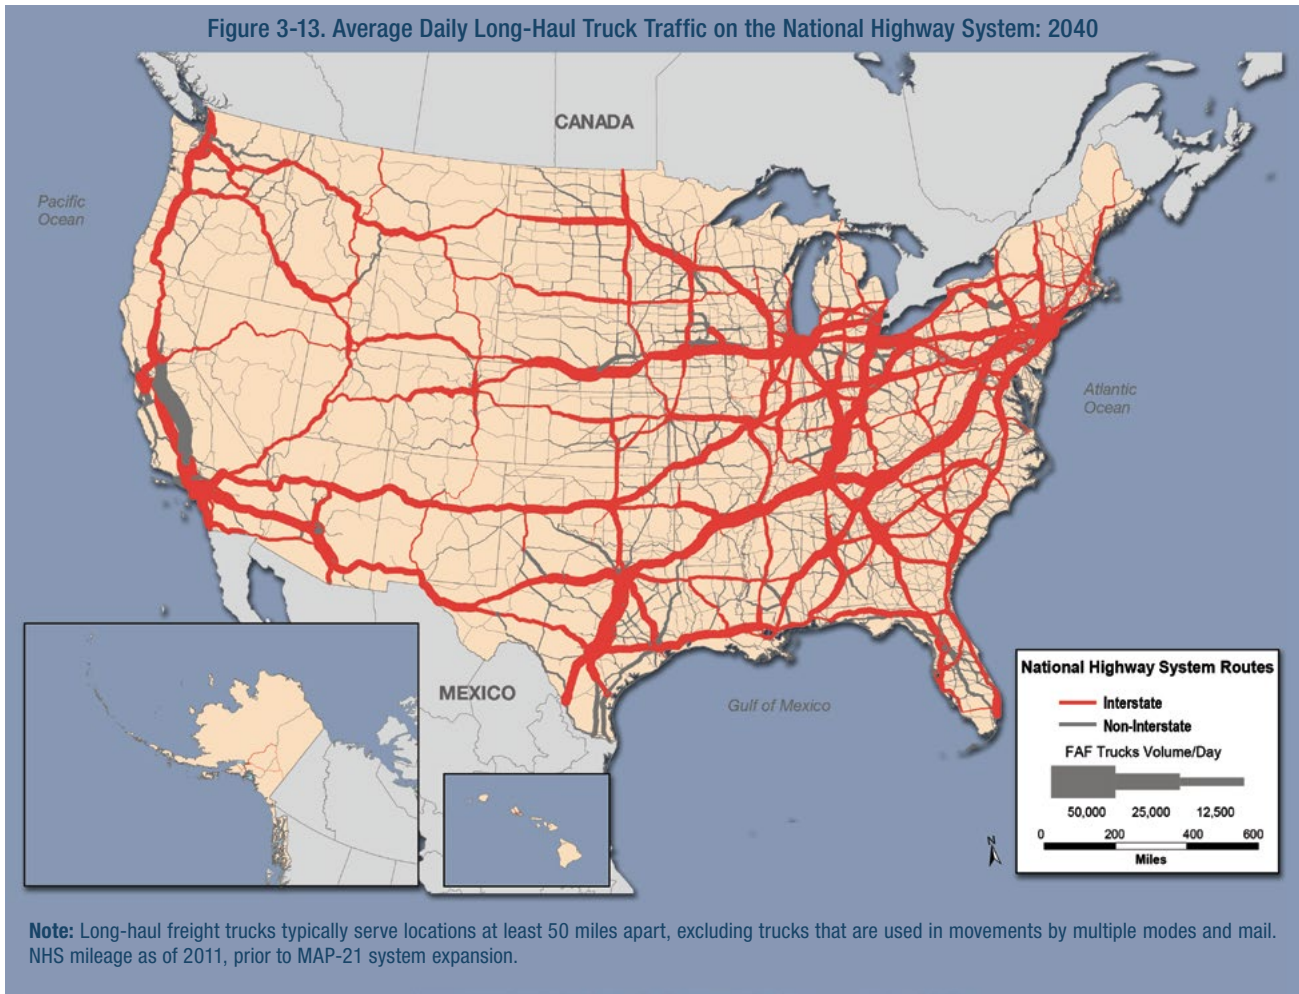 Figure 3-13. Average Daily Long-Haul Truck Traffic on the National Highway System: 2040
CANADA
Pacific
Ocean
Atlantic
Ocean
MEXICO
Gulf of Mexico
National Highway System Routes
Interstate
Non-Interstate
FAF Trucks Volume/Day
50,000 25,000 12,500
N
0 200 400 600
Miles
Note: Long-haul freight trucks typically serve locations at least 50 miles apart, excluding trucks that are used in movements by multiple modes and mail.
NHS mileage as of 2011, prior to MAP-21 system expansion.